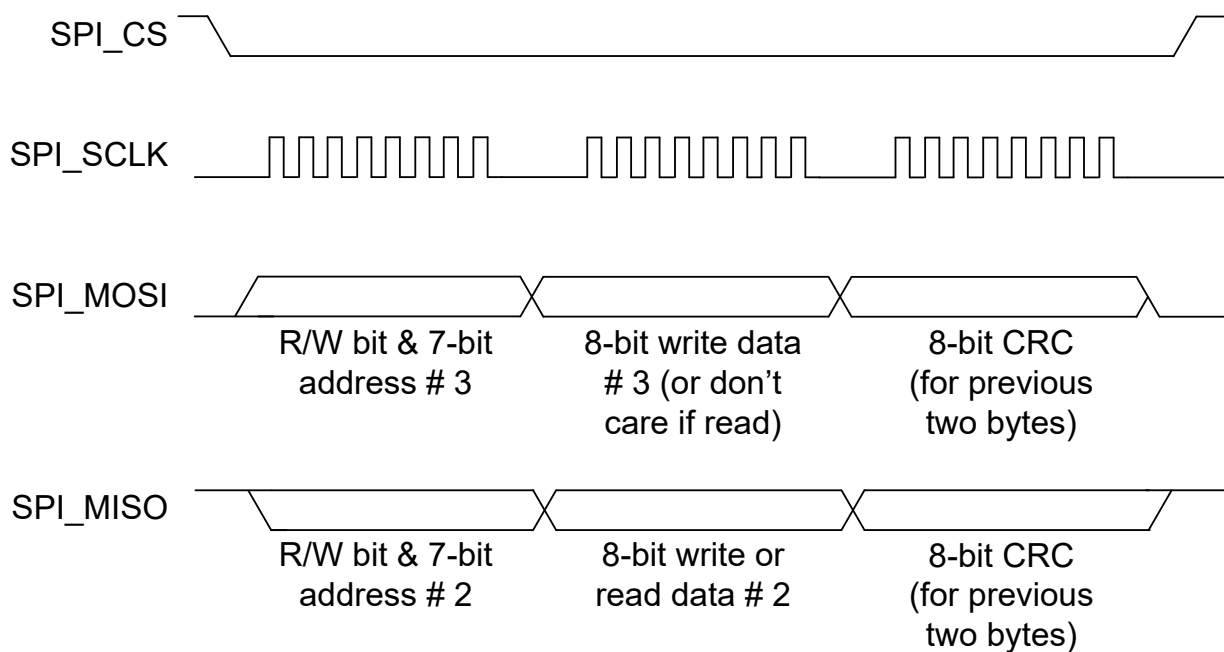 SPI_CS
SPI_SCLK
SPI_MOSI
R/W bit & 7-bit
address # 3
8-bit write data
# 3 (or don’t
care if read)
8-bit CRC
(for previous
two bytes)
SPI_MISO
R/W bit & 7-bit
address # 2
8-bit write or
read data # 2
8-bit CRC
(for previous
two bytes)